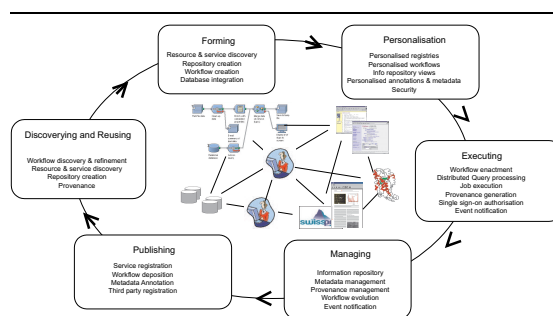 Forming
Resource & service discovery
Repository creation
Workflow creation
Database integration
Personalisation
Personalised registries
Personalised workflows
Info repository views
Personalised annotations & metadata
Security
Discoverying and Reusing
Workflow discovery & refinement
Resource & service discovery
Repository creation
Provenance
Executing
Workflow enactment
Distributed Query processing
Job execution
Provenance generation
Single sign-on authorisation
Event notification
Publishing
Service registration
Workflow deposition
Metadata Annotation
Third party registration
Managing
Information repository
Metadata management
Provenance management
Workflow evolution
Event notification